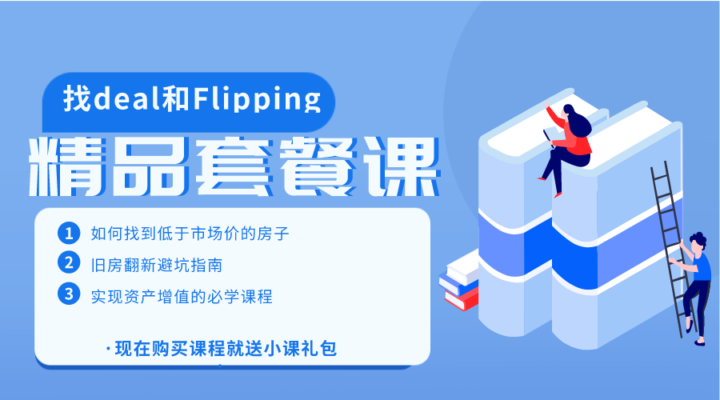 找deal和Flipping
精品套餐课
1 如何找到低于市场价的房子
2 旧房翻新避坑指南
3 实现资产增值的必学课程
·现在购买课程就送小课礼包